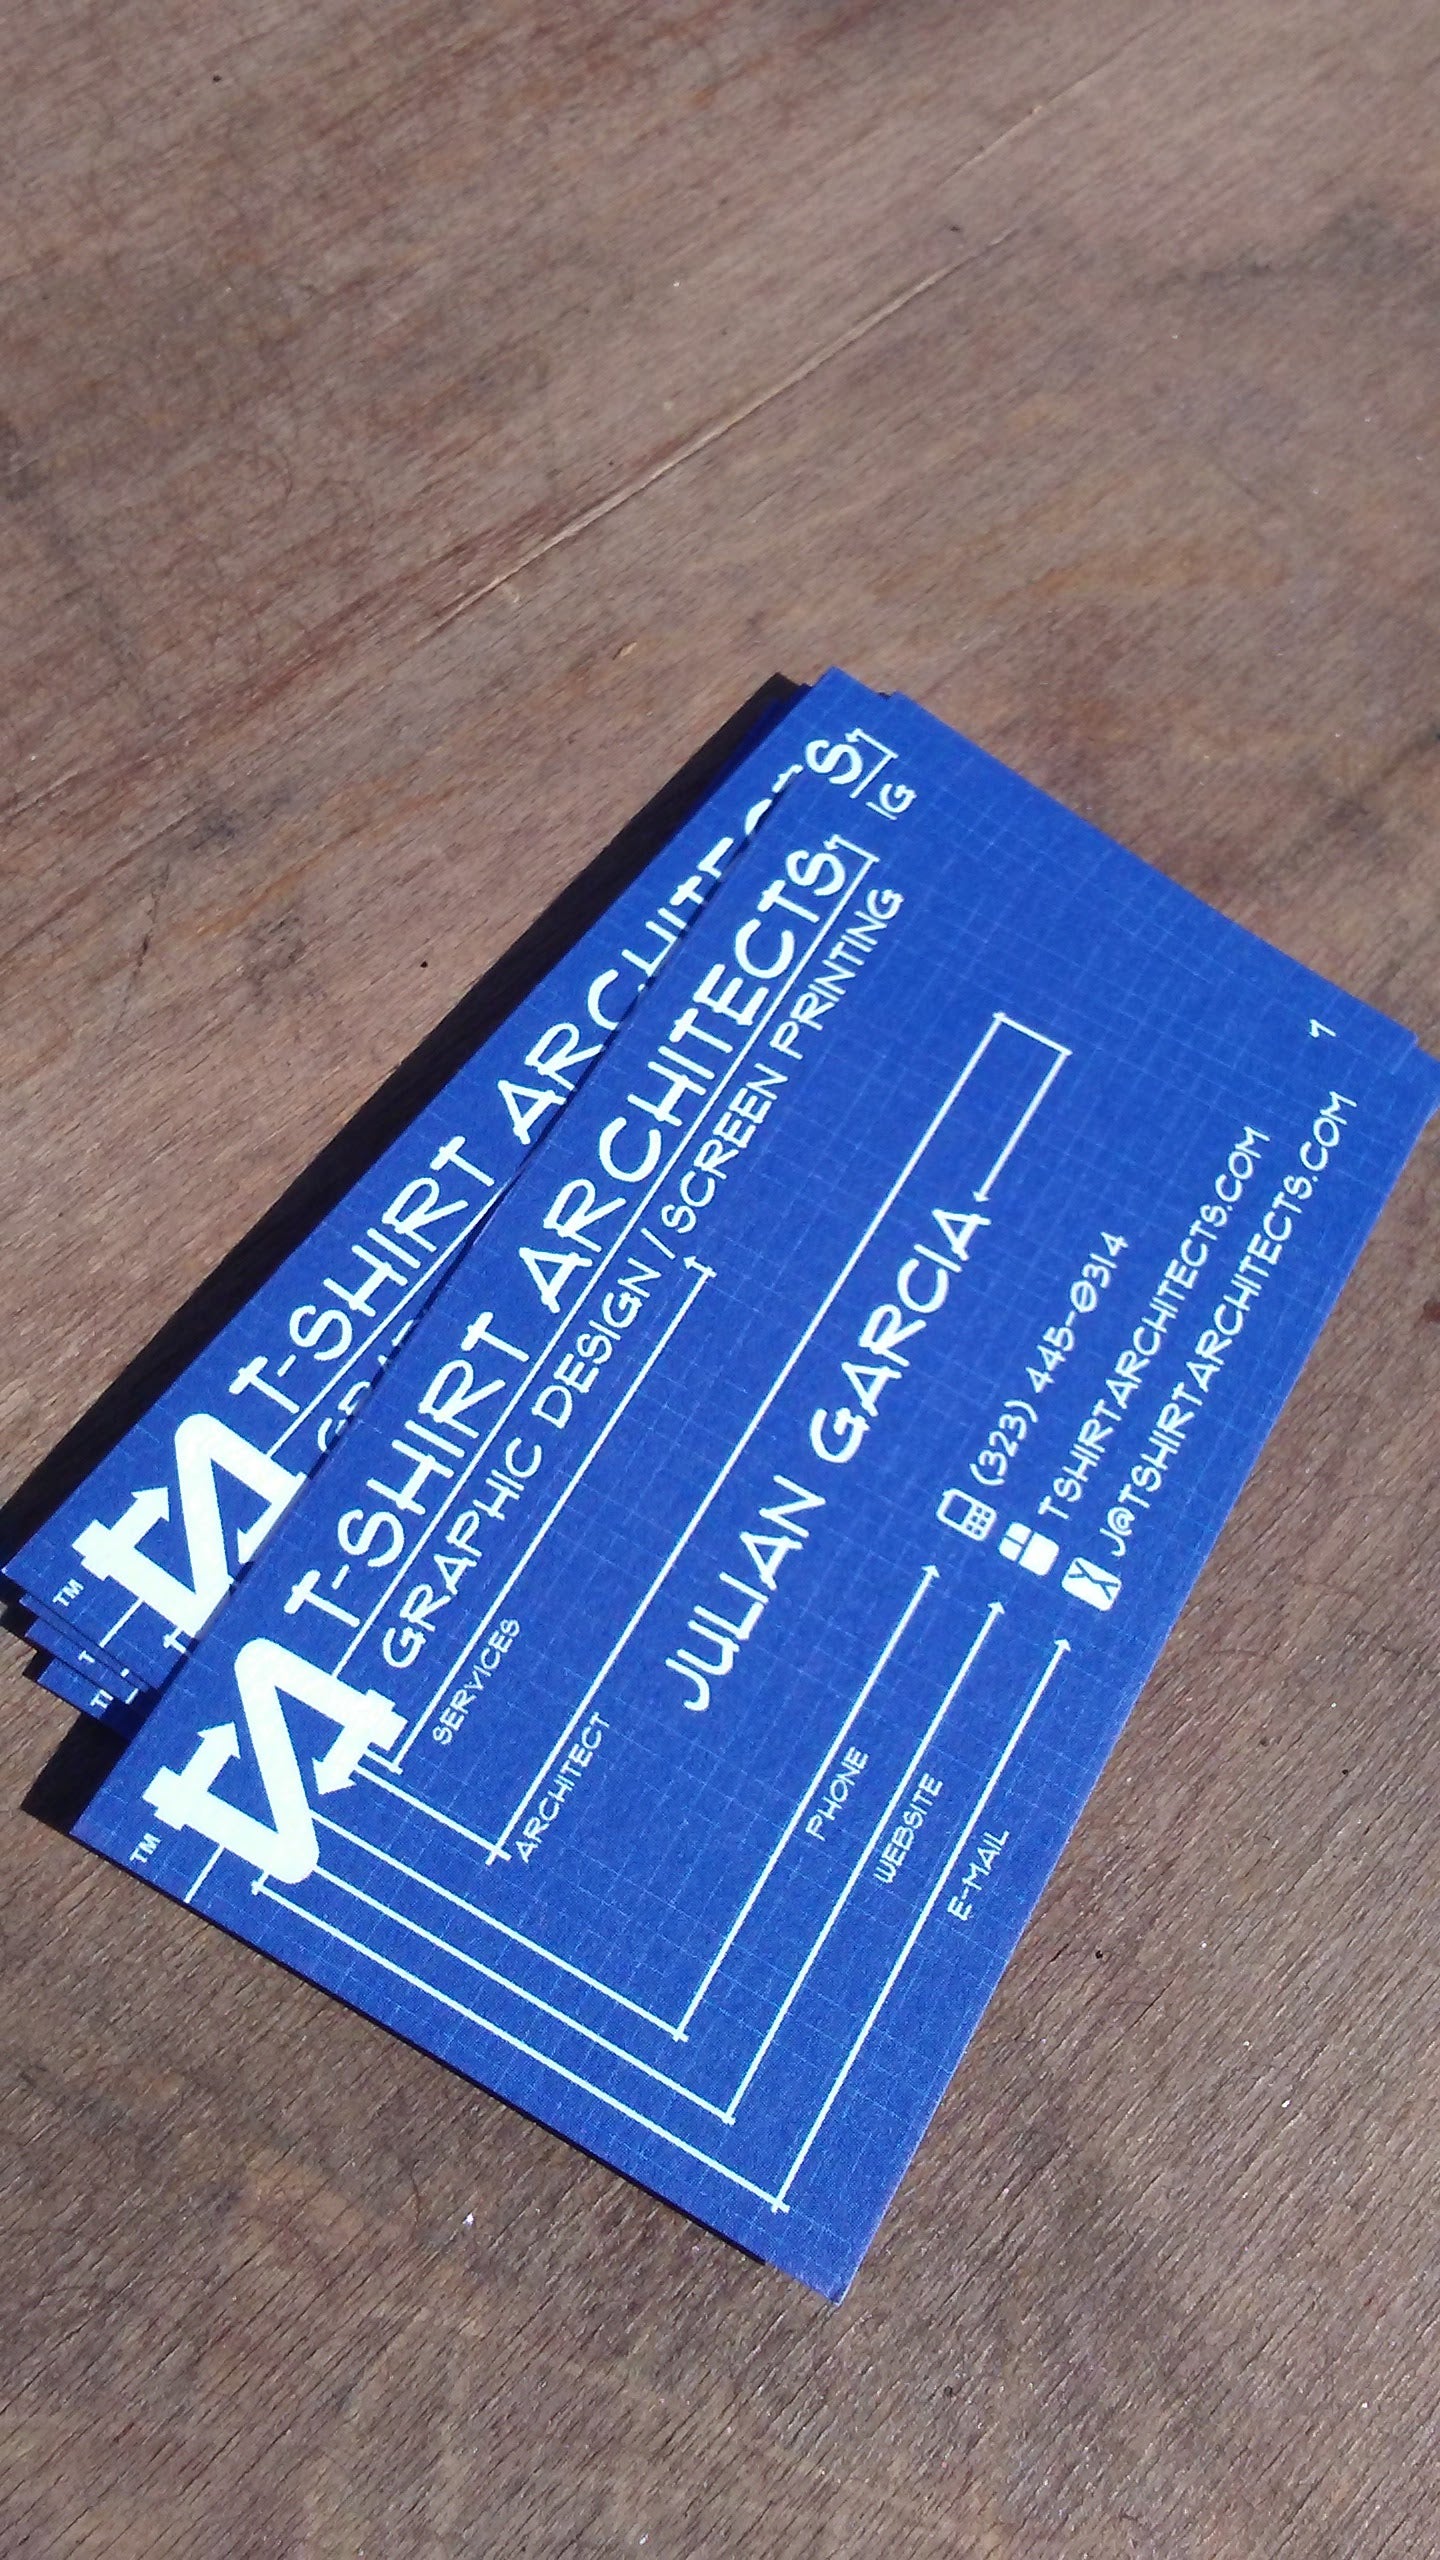 T-SHIRT ARCHITECTS
TM
T-SHIRT ARCHITECTS
GRAPHIC DESIGN / SCREEN PRINTING
SERVICES
ARCHITECT
JULIAN GARCIA
PHONE
(323) 445-0314
WEBSITE
TSHIRTARCHITECTS.COM
E-MAIL
J@TSHIRTARCHITECTS.COM
TM